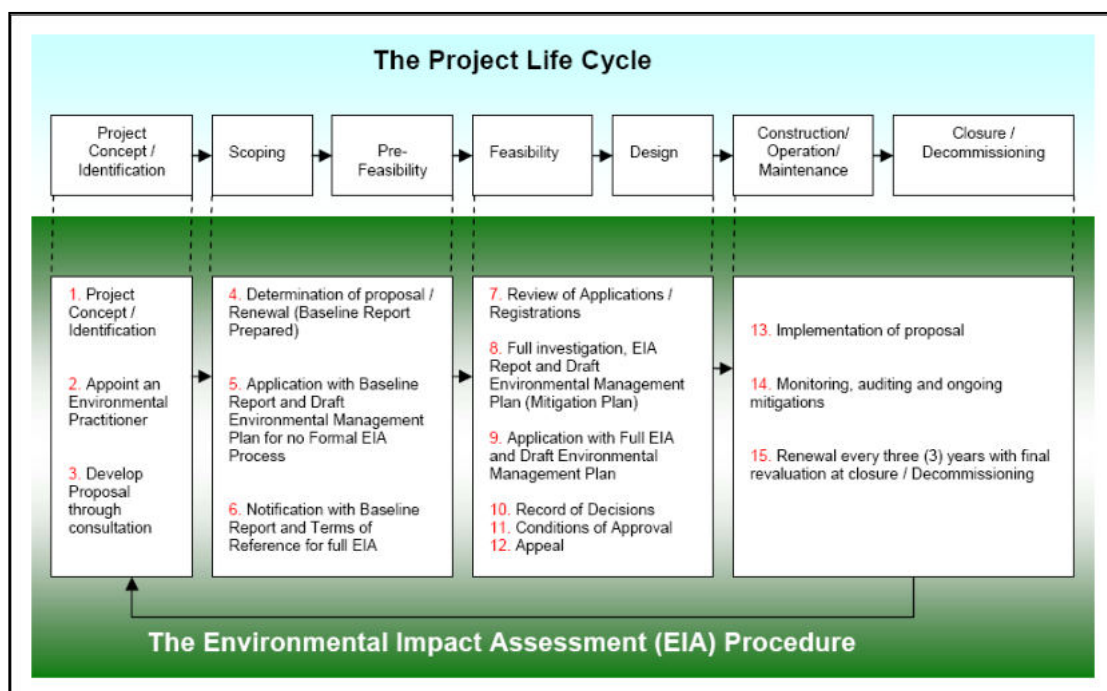 The Project Life Cycle
Project
Concept /
Identification
Scoping
Pre-
Feasibility
Feasibility
Design
Construction/
Operation/
Maintenance
Closure /
Decommissioning
1. Project
Concept /
Identification
2. Appoint an
Environmental
Practitioner
3. Develop
Proposal
through
consultation
4. Determination of proposal /
Renewal (Baseline Report
Prepared)
5. Application with Baseline
Report and Draft
Environmental Management
Plan for no Formal EIA
Process
6. Notification with Baseline
Report and Terms of
Reference for full EIA
7. Review of Applications /
Registrations
8. Full investigation, EIA
Repot and Draft
Environmental Management
Plan (Mitigation Plan)
9. Application with Full EIA
and Draft Environmental
Management Plan
10. Record of Decisions
11. Conditions of Approval
12. Appeal
13. Implementation of proposal
14. Monitoring, auditing and ongoing
mitigations
15. Renewal every three (3) years with final
revaluation at closure / Decommissioning
The Environmental Impact Assessment (EIA) Procedure